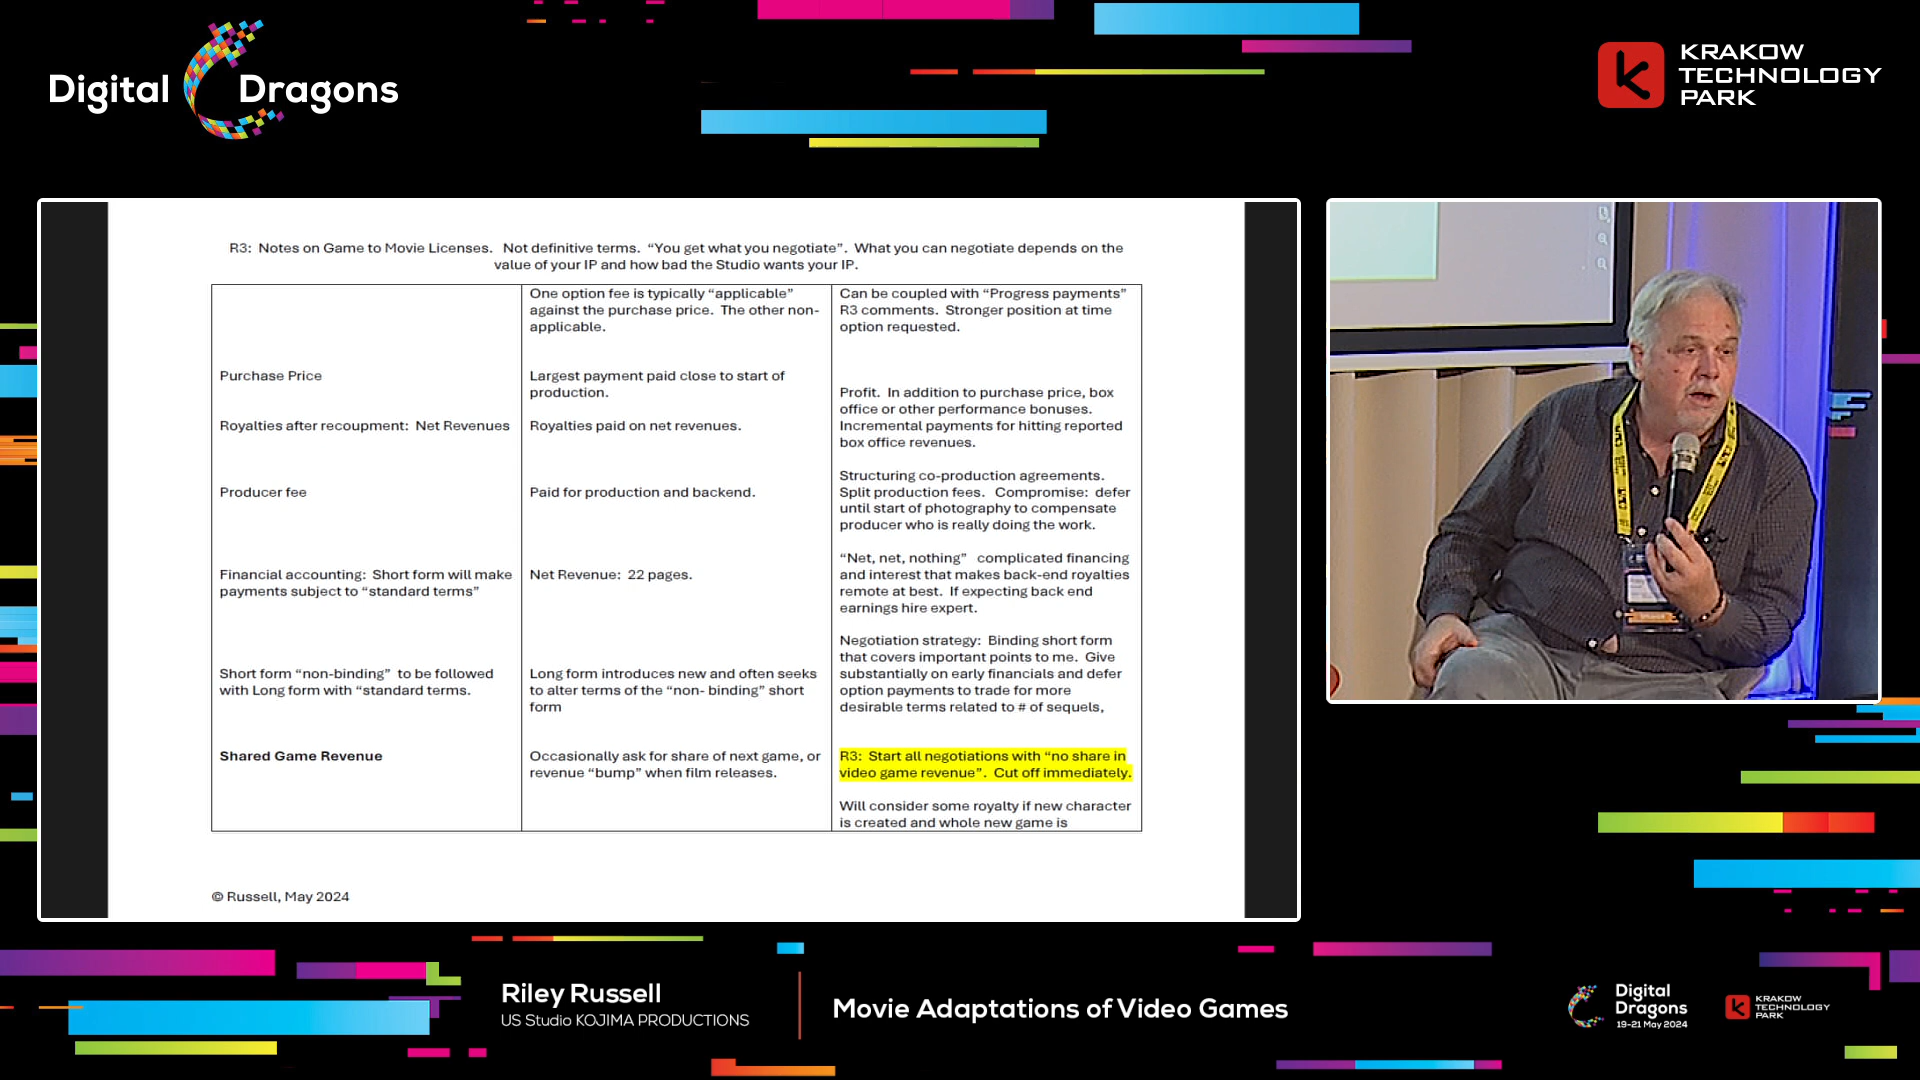 Digital Dragons
KRAKOW
TECHNOLOGY
PARK
R3: Notes on Game to Movie Licenses. Not definitive terms. “You get what you negotiate”. What you can negotiate depends on the
value of your IP and how bad the Studio wants your IP.
One option fee is typically “applicable”
against the purchase price. The other non-
applicable.
Can be coupled with “Progress payments”
R3 comments. Stronger position at time
option requested.
Purchase Price
Largest payment paid close to start of
production.
Profit. In addition to purchase price, box
office or other performance bonuses.
Incremental payments for hitting reported
box office revenues.
Royalties after recoupment: Net Revenues
Royalties paid on net revenues.
Structuring co-production agreements.
Split production fees. Compromise: defer
until start of photography to compensate
producer who is really doing the work.
Producer fee
Paid for production and backend.
“Net, net, nothing” complicated financing
and interest that makes back-end royalties
remote at best. If expecting back end
earnings hire expert.
Financial accounting: Short form will make
payments subject to “standard terms”
Net Revenue: 22 pages.
Negotiation strategy: Binding short form
that covers important points to me. Give
substantially on early financials and defer
option payments to trade for more
desirable terms related to # of sequels,
Short form “non-binding” to be followed
with Long form with “standard terms.
Long form introduces new and often seeks
to alter terms of the “non- binding” short
form
Shared Game Revenue
Occasionally ask for share of next game, or
revenue “bump” when film releases.
R3: Start all negotiations with “no share in
video game revenue”. Cut off immediately.
Will consider some royalty if new character
is created and whole new game is
© Russell, May 2024
Riley Russell
US Studio KOJIMA PRODUCTIONS
Movie Adaptations of Video Games
Digital
Dragons
19-21 May 2024
KRAKOW
TECHNOLOGY
PARK